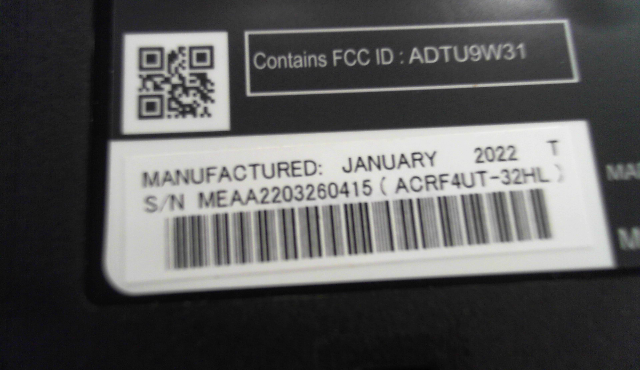 Contains FCC ID : ADTU9W31
MANUFACTURED: JANUARY 2022 T
S/N MEAA2203260415 ( ACRF4UT-32HL )